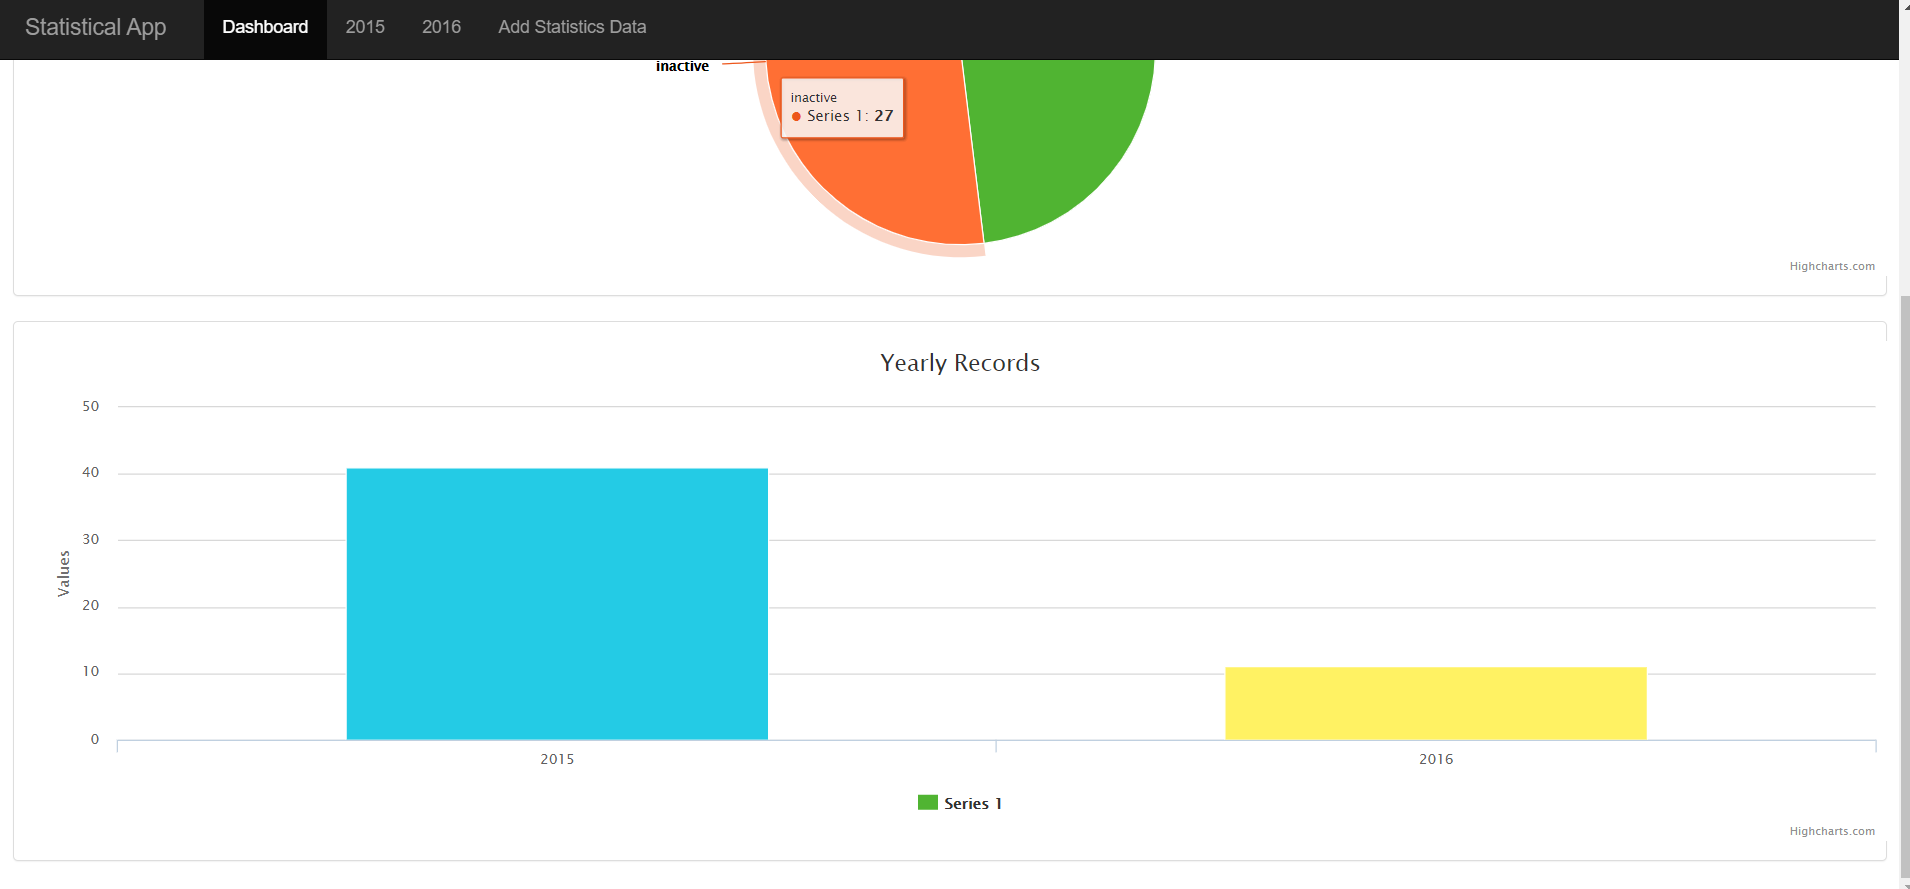 Statistical App Dashboard 2015 2016 Add Statistics Data
inactive
inactive
Series 1: 27
Highcharts.com
Yearly Records
50
40
30
20
10
0
Values
2015 2016
Series 1
Highcharts.com